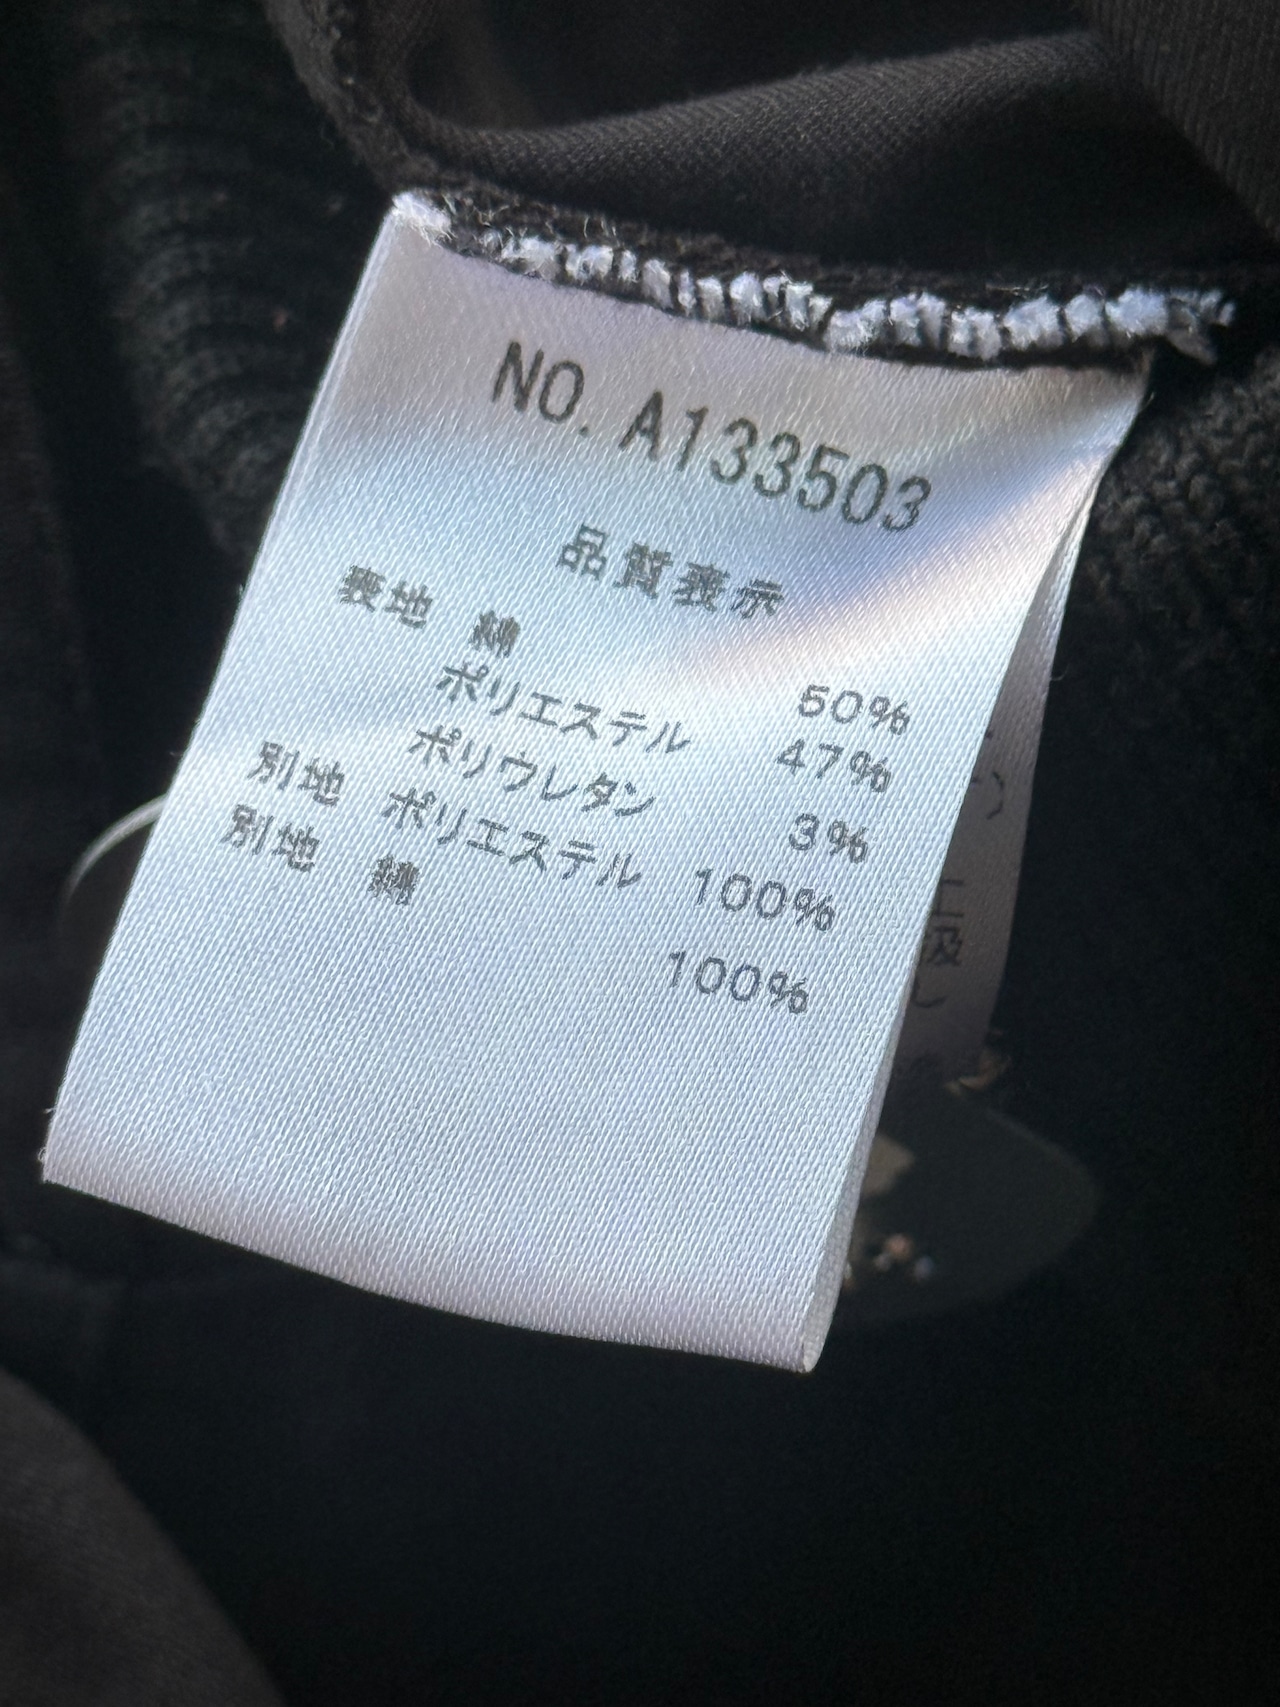 NO. A133503
品質表示
表地 綿 50%
ポリエステル 47%
ポリウレタン 3%
別地 ポリエステル 100%
別地 綿 100%